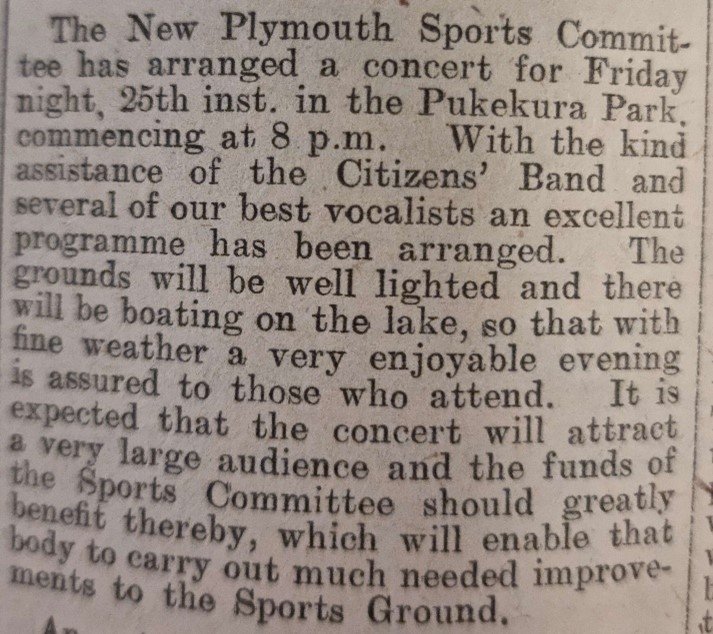 The New Plymouth Sports Commit-
tee has arranged a concert for Friday
night, 25th inst. in the Pukekura Park,
commencing at 8 p.m. With the kind
assistance of the Citizens' Band and
several of our best vocalists an excellent
programme has been arranged. The
grounds will be well lighted and there
will be boating on the lake, so that with
fine weather a very enjoyable evening
is assured to those who attend. It is
expected that the concert will attract
a very large audience and the funds of
the Sports Committee should greatly
benefit thereby, which will enable that
body to carry out much needed improve-
ments to the Sports Ground.